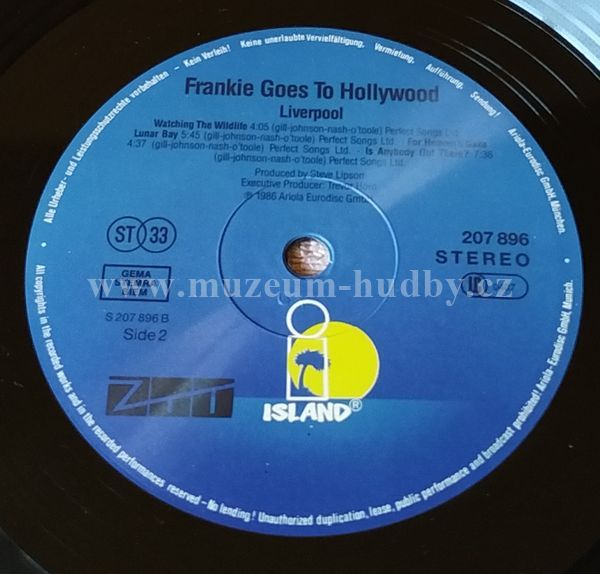 Alle Urheber- und Leistungsschutzrechte vorbehalten - Kein Verleih! Keine unerlaubte Vervielfältigung, Vermietung, Aufführung, Sendung! Ariola-Eurodisc GmbH, München.
Frankie Goes To Hollywood
Liverpool
Watching The Wildlife 4:05 (gill-johnson-nash-o'toole) Perfect Songs Ltd.
Lunar Bay 5:45 (gill-johnson-nash-o'toole) Perfect Songs Ltd. · For Heaven's Sake
4:37 (gill-johnson-nash-o'toole) Perfect Songs Ltd. · Is Anybody Out There? 7:36
(gill-johnson-nash-o'toole) Perfect Songs Ltd.
Produced by Steve Lipson
Executive Producer: Trevor Horn
℗ 1986 Ariola Eurodisc GmbH
ST 33
207 896
STEREO
GEMA
STEMRA
BIEM
www.muzeum-hudby.cz
S 207 896 B
Side 2
ZTT
ISLAND®
All copyrights in the recorded works and in the recorded performances reserved - No lending! Unauthorized duplication, lease, public performance and broadcast prohibited! Ariola-Eurodisc GmbH, Munich.